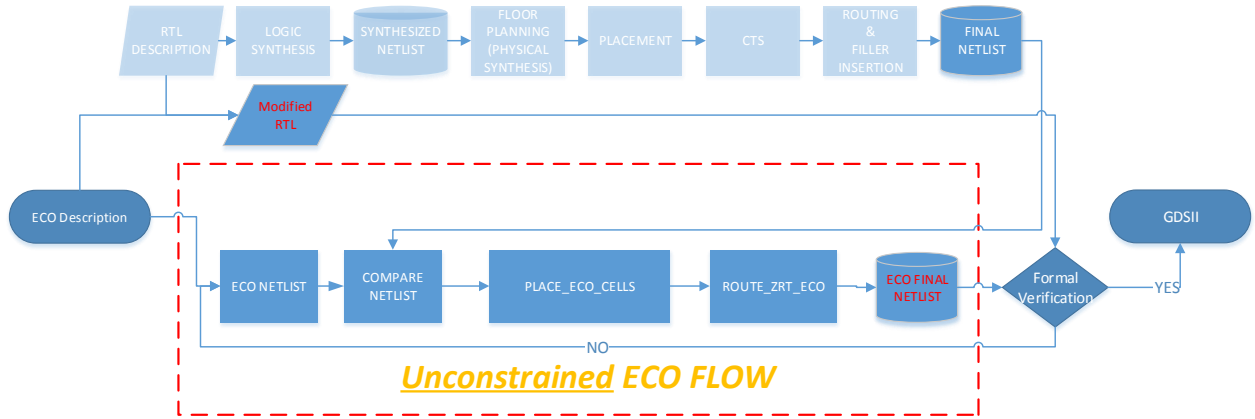 RTL
DESCRIPTION
LOGIC
SYNTHESIS
SYNTHESIZED
NETLIST
FLOOR
PLANNING
(PHYSICAL
SYNTHESIS)
PLACEMENT
CTS
ROUTING
&
FILLER
INSERTION
FINAL
NETLIST
Modified
RTL
ECO Description
GDSII
ECO NETLIST
COMPARE
NETLIST
PLACE_ECO_CELLS
ROUTE_ZRT_ECO
ECO FINAL
NETLIST
Formal
Verification
YES
NO
Unconstrained ECO FLOW